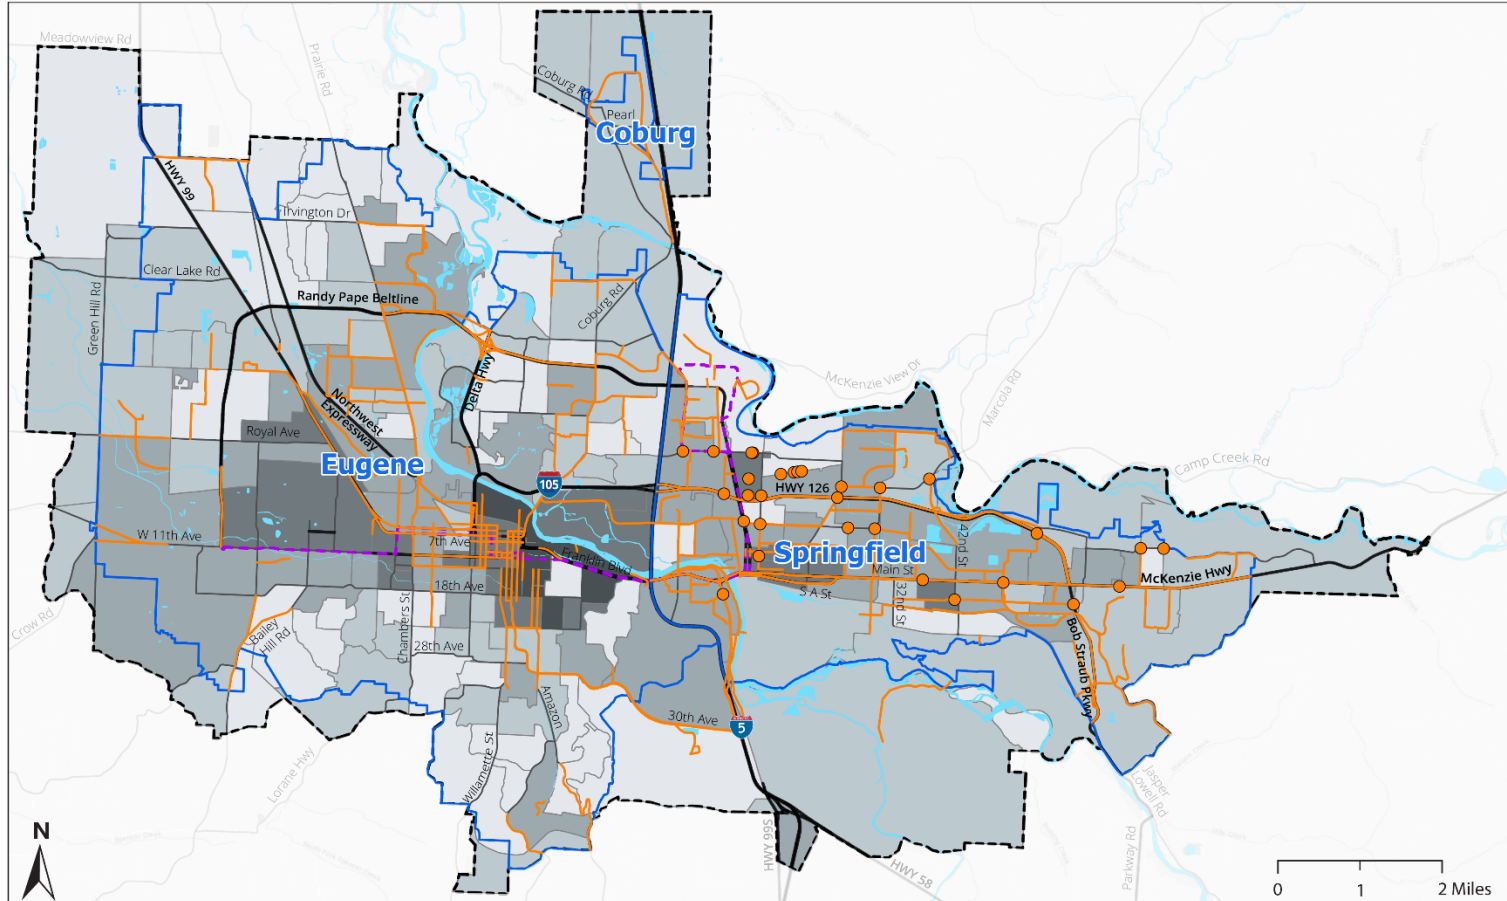 Meadowview Rd
Prairie Rd
Coburg Rd
Pearl
Coburg
HWY 99
Irvington Dr
Clear Lake Rd
Green Hill Rd
Randy Pape Beltline
Coburg Rd
Delta Hwy
McKenzie View Dr
Marcola Rd
Northwest
Expressway
Royal Ave
Eugene
105
HWY 126
Camp Creek Rd
W 11th Ave
7th Ave
Franklin Blvd
Springfield
42nd St
Main St
McKenzie Hwy
18th Ave
S A St
32nd St
Crow Rd
Bailey
Hill Rd
Chambers St
28th Ave
Bob Straub Pkwy
Amazon
30th Ave
5
Lorane Hwy
Willamette St
Jasper
Lowell Rd
HWY 99S
HWY 58
Parkway Rd
N
0 1 2 Miles